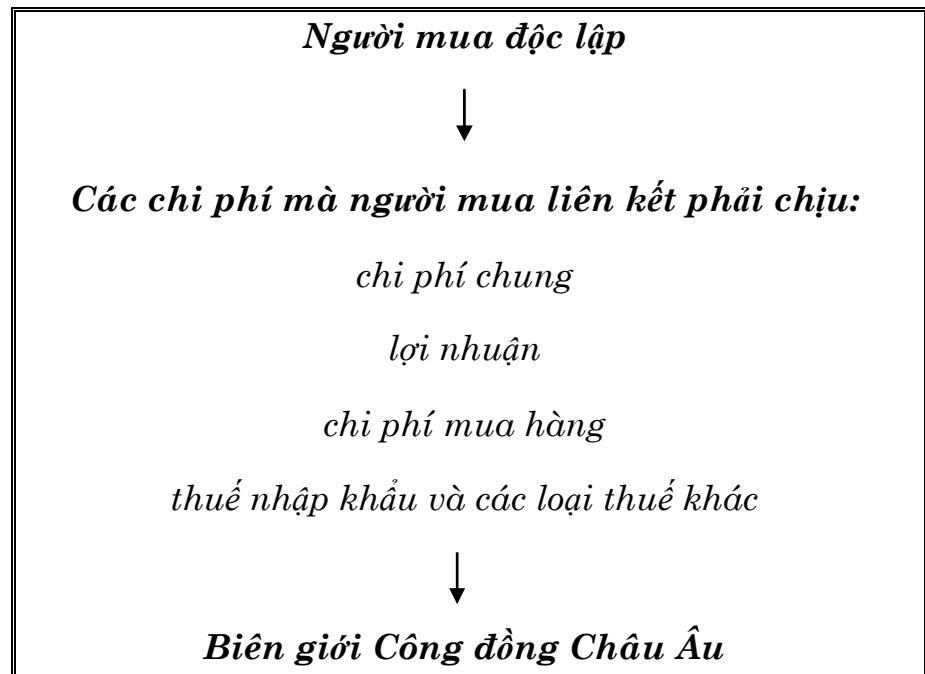 Người mua độc lập
Các chi phí mà người mua liên kết phải chịu:
chi phí chung
lợi nhuận
chi phí mua hàng
thuế nhập khẩu và các loại thuế khác
Biên giới Công đồng Châu Âu